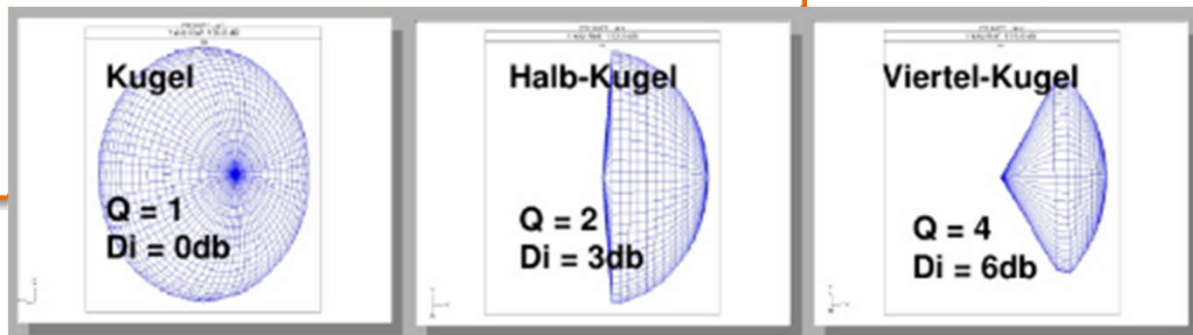 Kugel
Q = 1
Di = 0db
Halb-Kugel
Q = 2
Di = 3db
Viertel-Kugel
Q = 4
Di = 6db